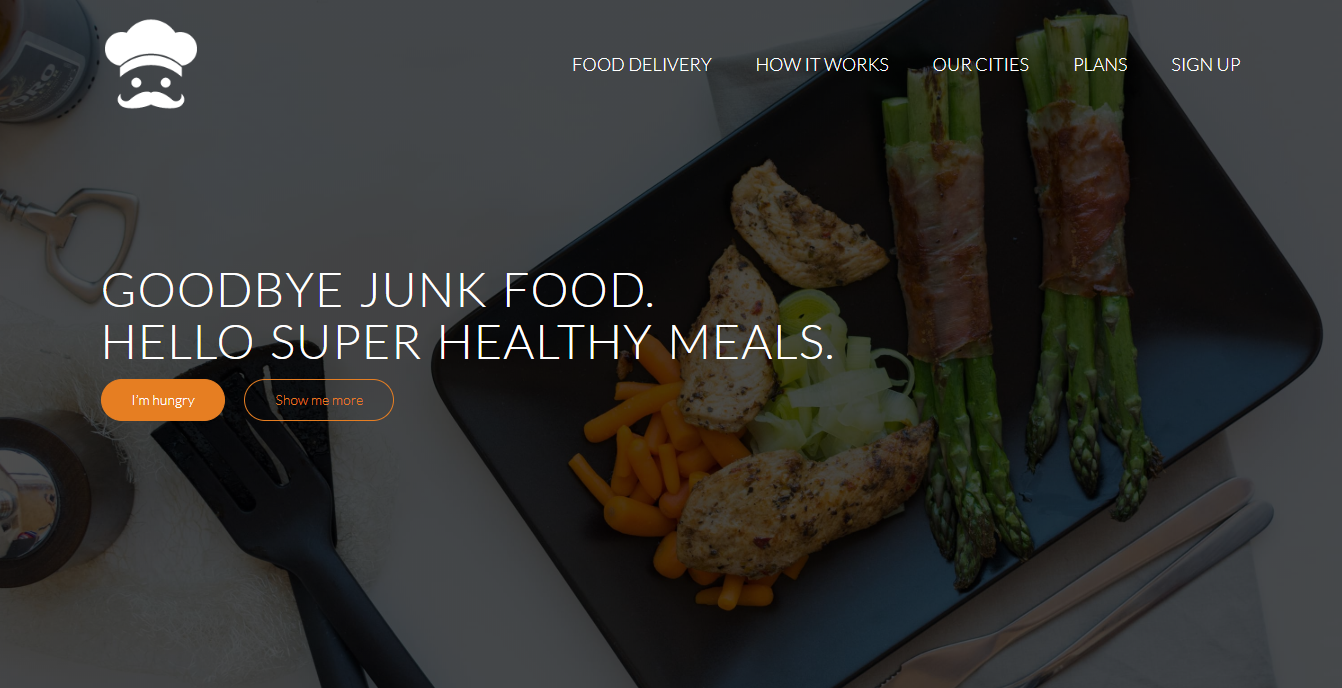 FOOD DELIVERY HOW IT WORKS OUR CITIES PLANS SIGN UP
GOODBYE JUNK FOOD.
HELLO SUPER HEALTHY MEALS.
I'm hungry Show me more